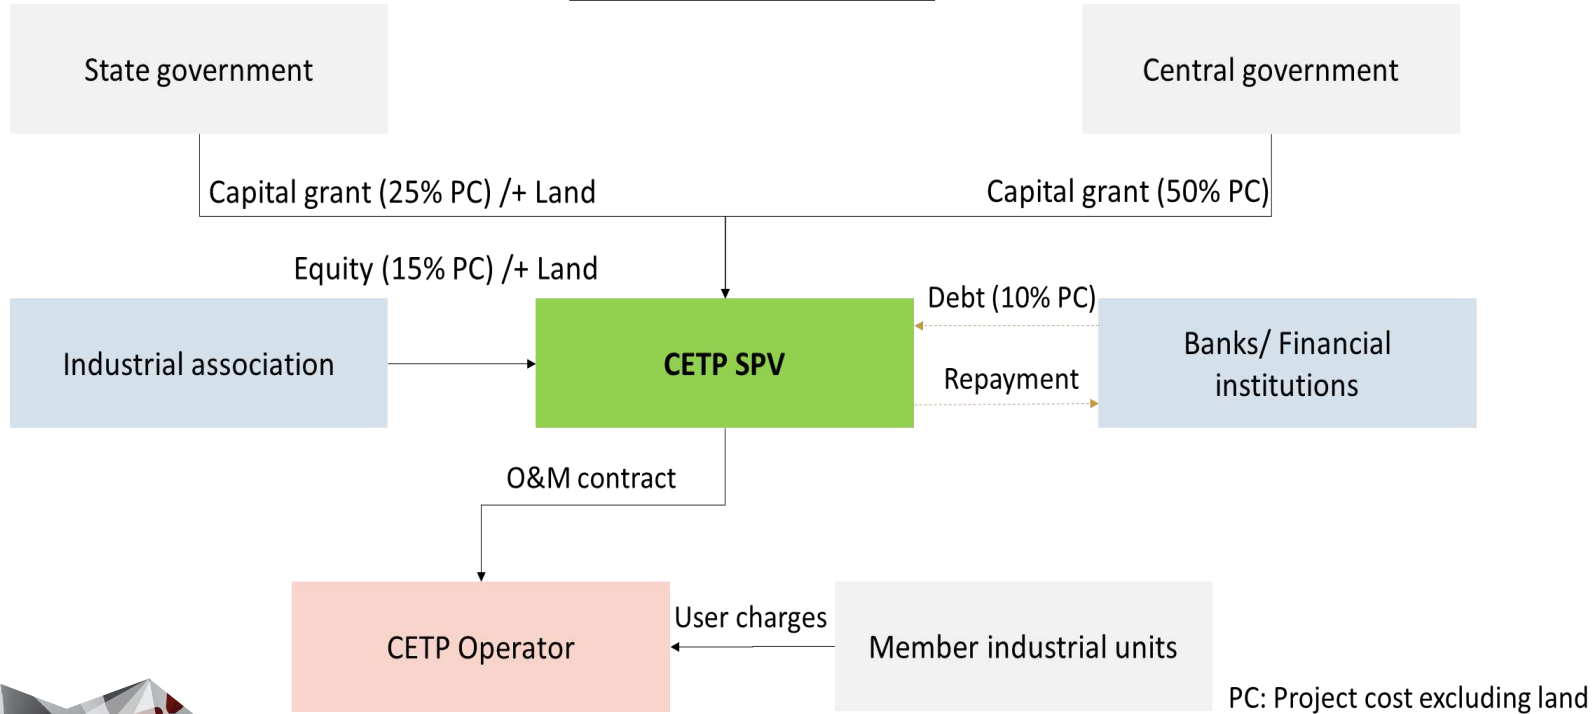 State government
Central government
Capital grant (25% PC) /+ Land
Capital grant (50% PC)
Equity (15% PC) /+ Land
Debt (10% PC)
Industrial association
CETP SPV
Banks/ Financial
institutions
Repayment
O&M contract
User charges
CETP Operator
Member industrial units
PC: Project cost excluding land